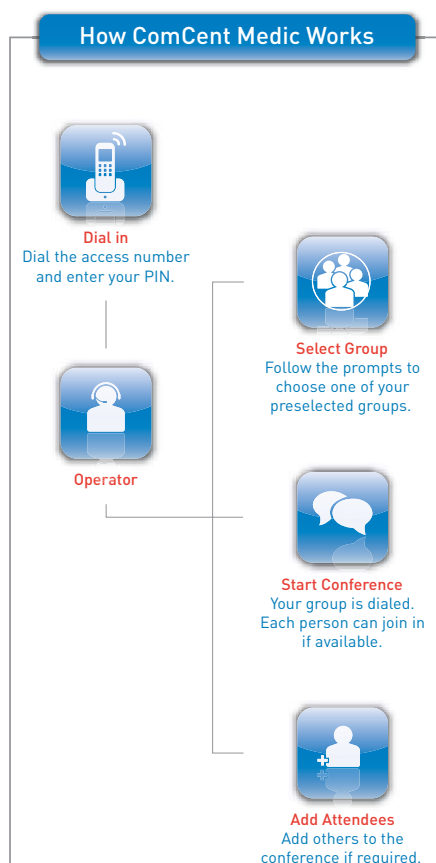 How ComCent Medic Works
Dial in
Dial the access number
and enter your PIN.
Operator
Select Group
Follow the prompts to
choose one of your
preselected groups.
Start Conference
Your group is dialed.
Each person can join in
if available.
Add Attendees
Add others to the
conference if required.